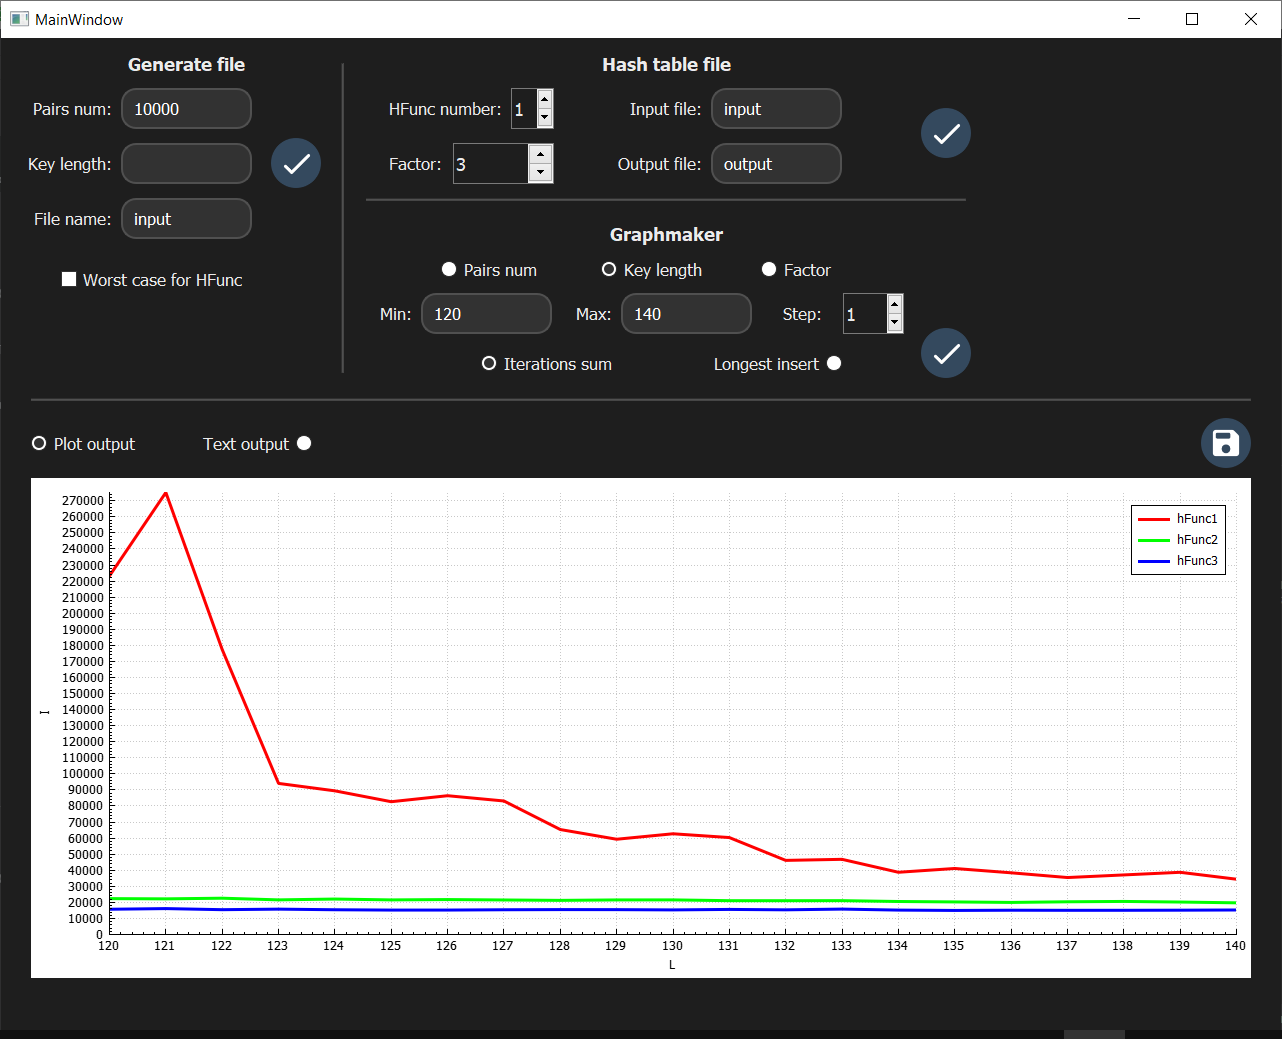 MainWindow
Generate file
Pairs num: 10000
Key length:
File name: input
Worst case for HFunc
Hash table file
HFunc number: 1 Input file: input
Factor: 3 Output file: output
Graphmaker
Pairs num Key length Factor
Min: 120 Max: 140 Step: 1
Iterations sum Longest insert
Plot output Text output
270000
260000
250000
240000
230000
220000
210000
200000
190000
180000
170000
160000
150000
140000
130000
120000
110000
100000
90000
80000
70000
60000
50000
40000
30000
20000
10000
0
I
hFunc1
hFunc2
hFunc3
120 121 122 123 124 125 126 127 128 129 130 131 132 133 134 135 136 137 138 139 140
L